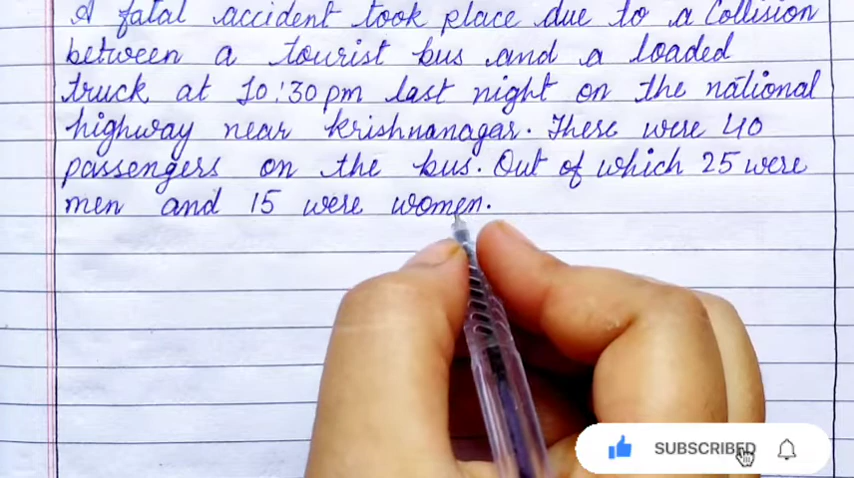 A fatal accident took place due to a Collision
between a tourist bus and a loaded
truck at 10:30 pm last night on the national
highway near Krishnanagar. There were 40
passengers on the bus. Out of which 25 were
men and 15 were women.
SUBSCRIBED